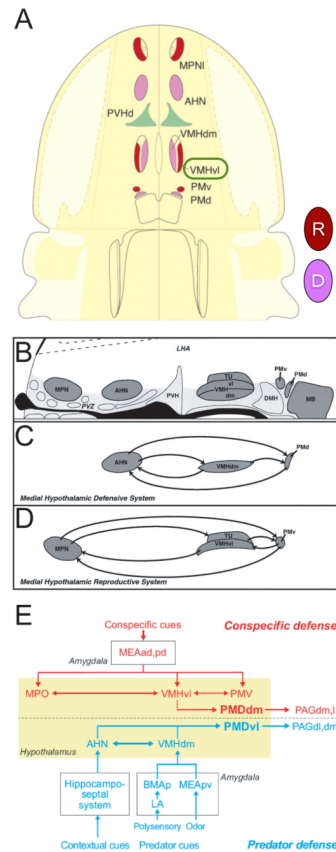 A
MPNl
AHN
PVHd
VMHdm
VMHvl
PMv
PMd
R
D
B
LHA
MPN
AHN
PVZ
PVH
TU
vl
VMH
dm
DMH
PMv
PMd
MB
C
AHN
VMHdm
PMd
Medial Hypothalamic Defensive System
D
MPN
TU
VMHvl
PMv
Medial Hypothalamic Reproductive System
E
Conspecific cues
Conspecific defense
MEAad,pd
Amygdala
MPO VMHvl PMV
PMDdm PAGdm,l
PMDvl PAGdl,dm
AHN VMHdm
Hypothalamus
Hippocampo-
septal
system
BMAp MEApv
Amygdala
LA
Polysensory Odor
Contextual cues Predator cues
Predator defense